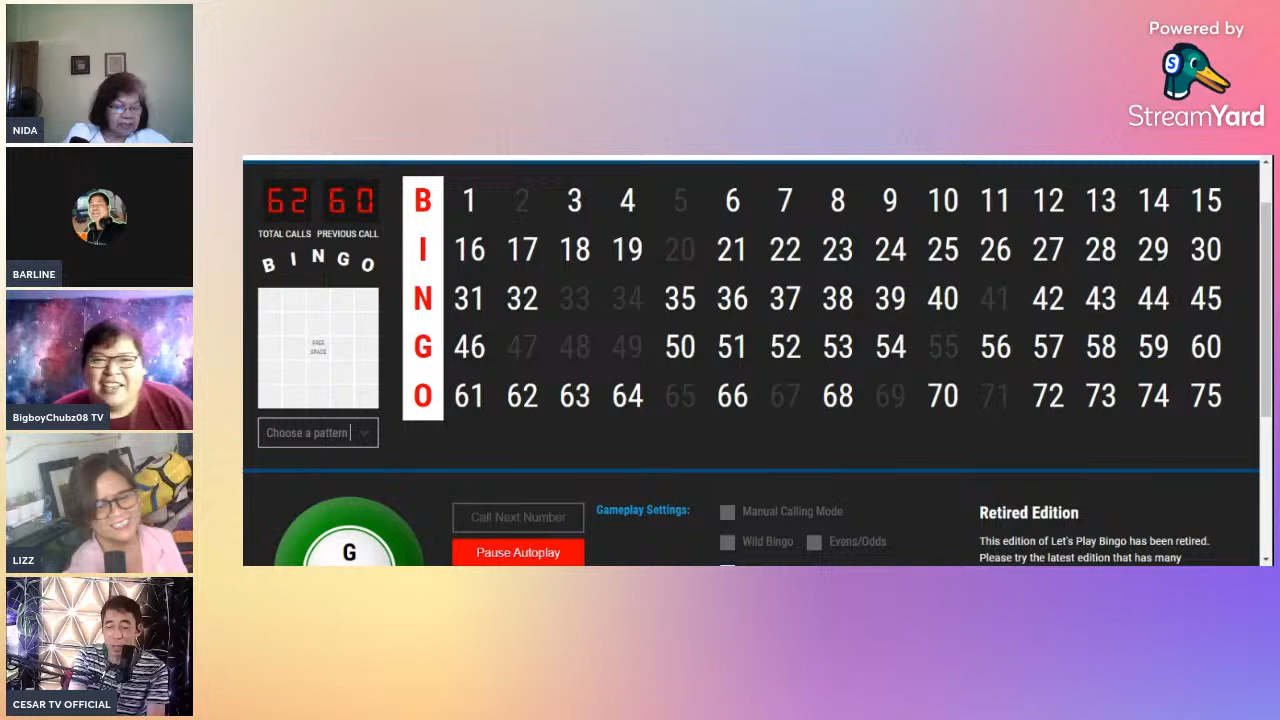 NIDA
BARLINE
BigboyChubz08 TV
LIZZ
CESAR TV OFFICIAL
Powered by
StreamYard
62 60
TOTAL CALLS PREVIOUS CALL
B I N G O
FREE
SPACE
Choose a pattern
B 1 2 3 4 5 6 7 8 9 10 11 12 13 14 15
I 16 17 18 19 20 21 22 23 24 25 26 27 28 29 30
N 31 32 33 34 35 36 37 38 39 40 41 42 43 44 45
G 46 47 48 49 50 51 52 53 54 55 56 57 58 59 60
O 61 62 63 64 65 66 67 68 69 70 71 72 73 74 75
G
Call Next Number
Pause Autoplay
Gameplay Settings:
Manual Calling Mode
Wild Bingo Evens/Odds
Retired Edition
This edition of Let's Play Bingo has been retired.
Please try the latest edition that has many